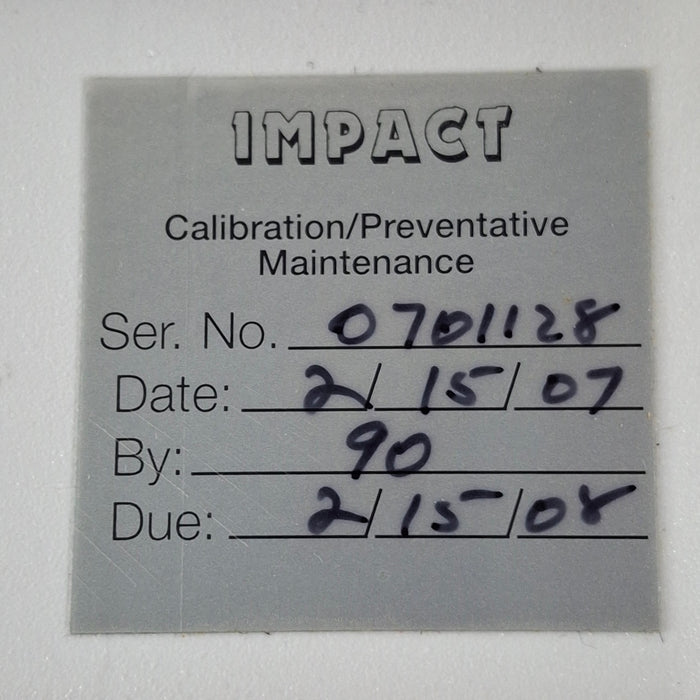 IMPACT
Calibration/Preventative
Maintenance
Ser. No. 0701128
Date: 2/15/07
By: 90
Due: 2/15/08